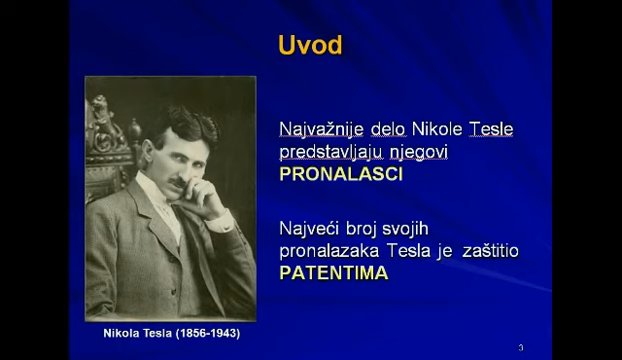 Uvod
Najvažnije delo Nikole Tesle
predstavljaju njegovi
PRONALASCI
Najveći broj svojih
pronalazaka Tesla je zaštitio
PATENTIMA
Nikola Tesla (1856-1943)
3